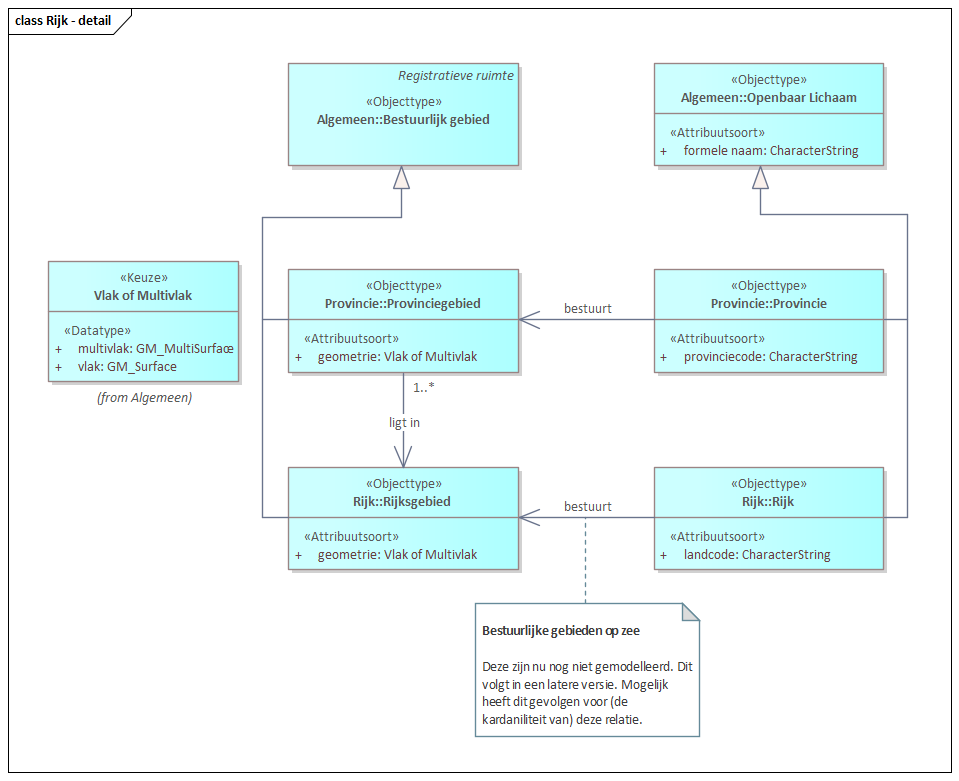 class Rijk - detail
Registratieve ruimte
«Objecttype»
Algemeen::Bestuurlijk gebied
«Objecttype»
Algemeen::Openbaar Lichaam
«Attribuutsoort»
+ formele naam: CharacterString
«Keuze»
Vlak of Multivlak
«Datatype»
+ multivlak: GM_MultiSurface
+ vlak: GM_Surface
(from Algemeen)
«Objecttype»
Provincie::Provinciegebied
«Attribuutsoort»
+ geometrie: Vlak of Multivlak
bestuurt
«Objecttype»
Provincie::Provincie
«Attribuutsoort»
+ provinciecode: CharacterString
1..*
ligt in
«Objecttype»
Rijk::Rijksgebied
«Attribuutsoort»
+ geometrie: Vlak of Multivlak
bestuurt
«Objecttype»
Rijk::Rijk
«Attribuutsoort»
+ landcode: CharacterString
Bestuurlijke gebieden op zee
Deze zijn nu nog niet gemodelleerd. Dit
volgt in een latere versie. Mogelijk
heeft dit gevolgen voor (de
kardaniliteit van) deze relatie.